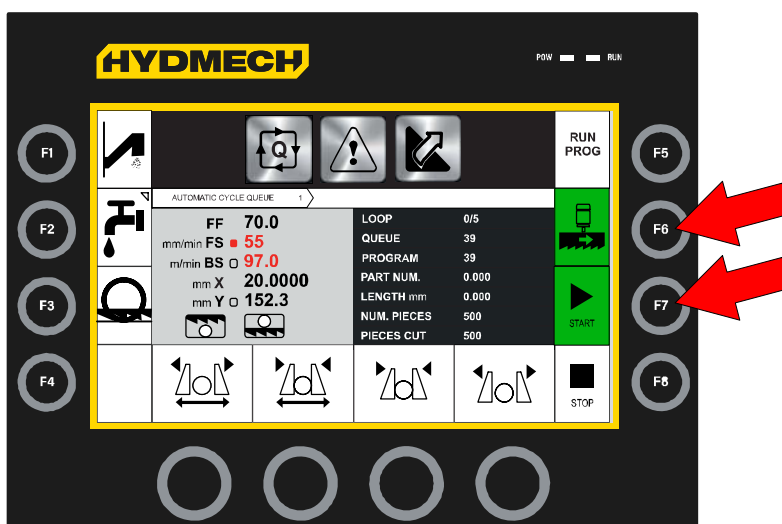 HYDMECH
POW RUN
F1
F2
F3
F4
Q
!
RUN
PROG
AUTOMATIC CYCLE QUEUE 1
FF 70.0
mm/min FS 55
m/min BS 97.0
mm X 20.0000
mm Y 152.3
LOOP 0/5
QUEUE 39
PROGRAM 39
PART NUM. 0.000
LENGTH mm 0.000
NUM. PIECES 500
PIECES CUT 500
START
STOP
F5
F6
F7
F8